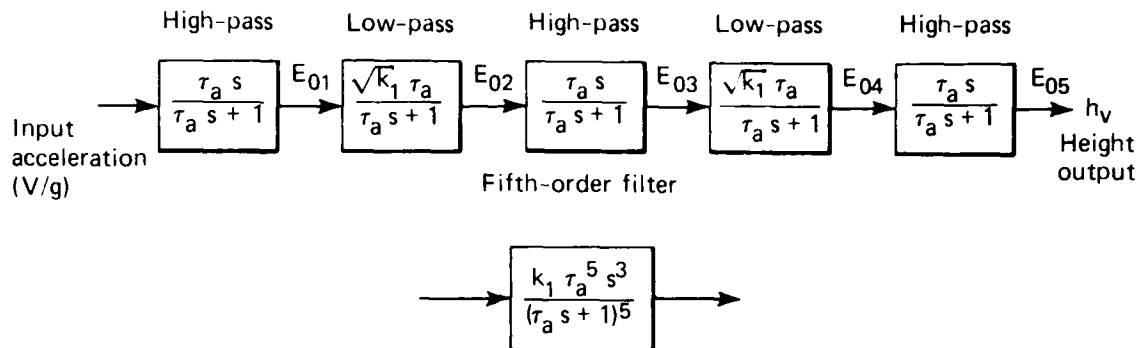 High-pass Low-pass High-pass Low-pass High-pass
τₐ s / τₐ s + 1
E₀₁
√k₁ τₐ / τₐ s + 1
E₀₂
τₐ s / τₐ s + 1
E₀₃
√k₁ τₐ / τₐ s + 1
E₀₄
τₐ s / τₐ s + 1
E₀₅
Input
acceleration
(V/g)
hᵥ
Height
output
Fifth-order filter
k₁ τₐ⁵ s³ / (τₐ s + 1)⁵